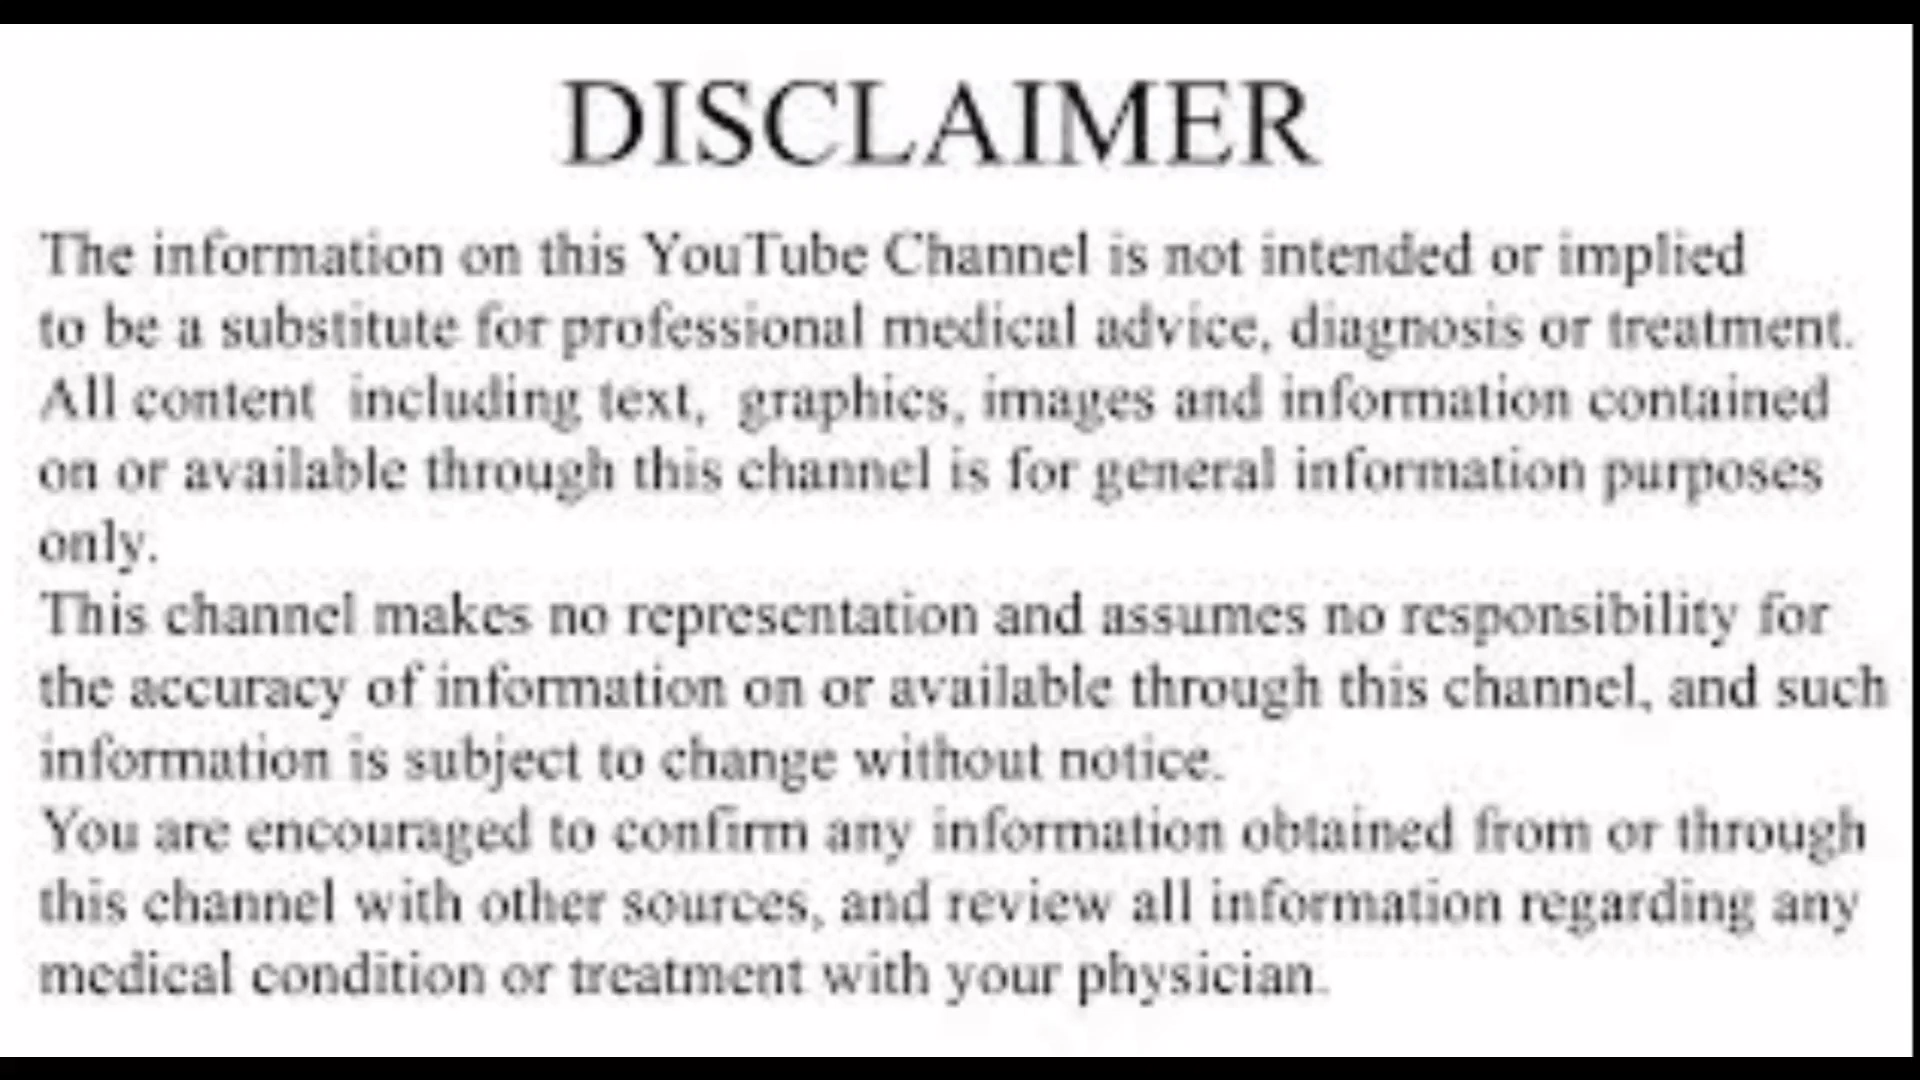 DISCLAIMER
The information on this YouTube Channel is not intended or implied
to be a substitute for professional medical advice, diagnosis or treatment.
All content including text, graphics, images and information contained
on or available through this channel is for general information purposes
only.
This channel makes no representation and assumes no responsibility for
the accuracy of information on or available through this channel, and such
information is subject to change without notice.
You are encouraged to confirm any information obtained from or through
this channel with other sources, and review all information regarding any
medical condition or treatment with your physician.